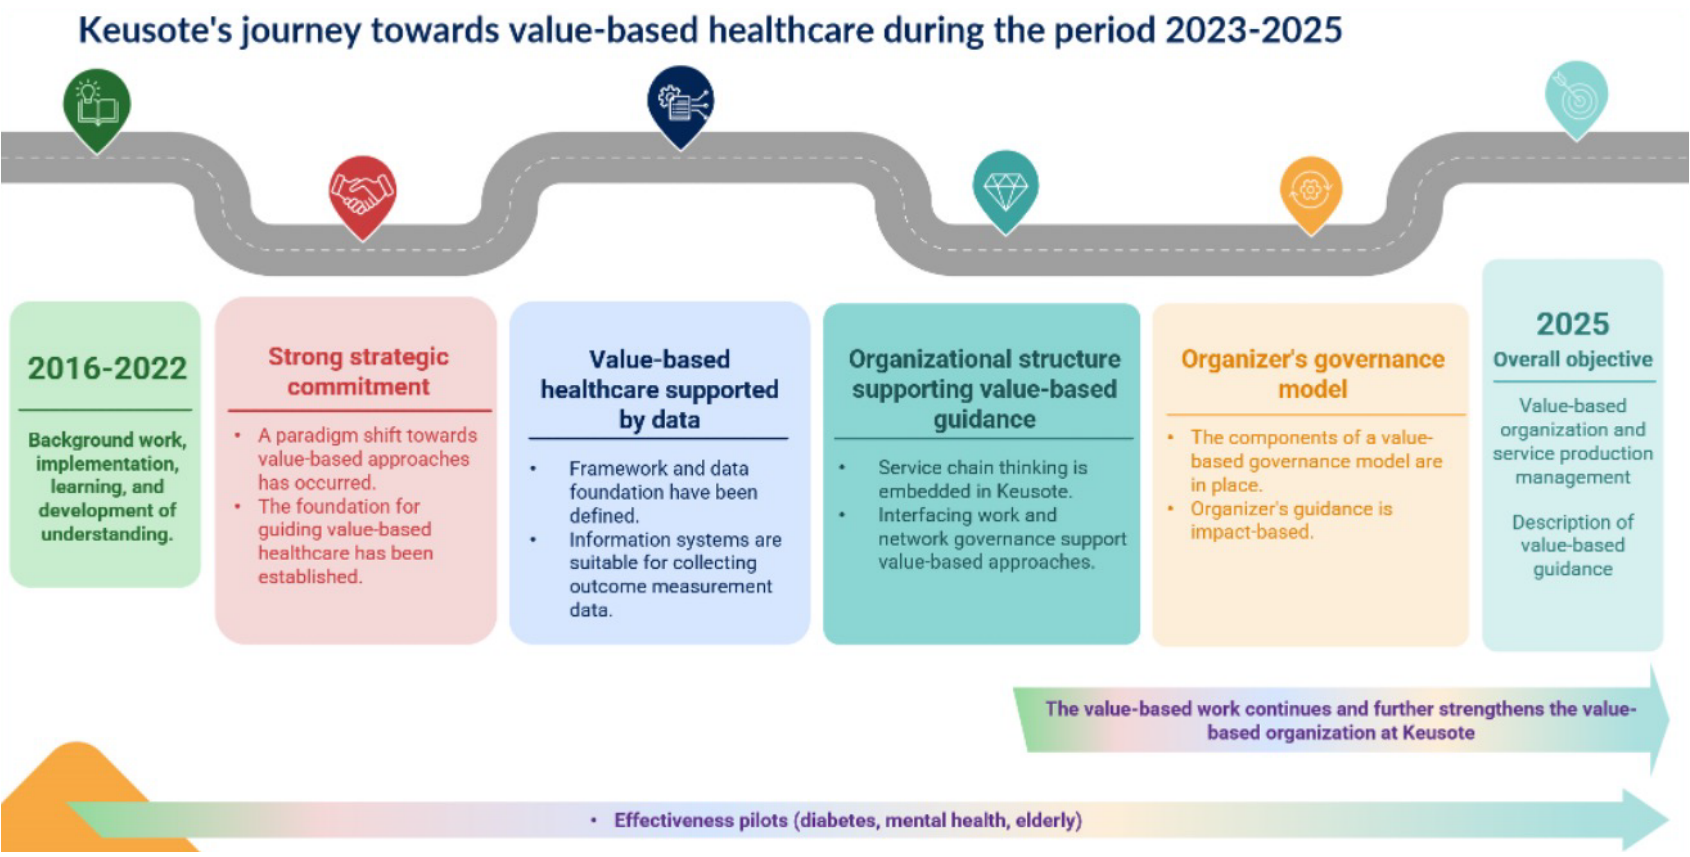 Keusote's journey towards value-based healthcare during the period 2023-2025
2016-2022
Background work,
implementation,
learning, and
development of
understanding.
Strong strategic
commitment
• A paradigm shift towards
value-based approaches
has occurred.
• The foundation for
guiding value-based
healthcare has been
established.
Value-based
healthcare supported
by data
• Framework and data
foundation have been
defined.
• Information systems are
suitable for collecting
outcome measurement
data.
Organizational structure
supporting value-based
guidance
• Service chain thinking is
embedded in Keusote.
• Interfacing work and
network governance support
value-based approaches.
Organizer's governance
model
• The components of a value-
based governance model are
in place.
• Organizer's guidance is
impact-based.
2025
Overall objective
Value-based
organization and
service production
management
Description of
value-based
guidance
The value-based work continues and further strengthens the value-
based organization at Keusote
• Effectiveness pilots (diabetes, mental health, elderly)